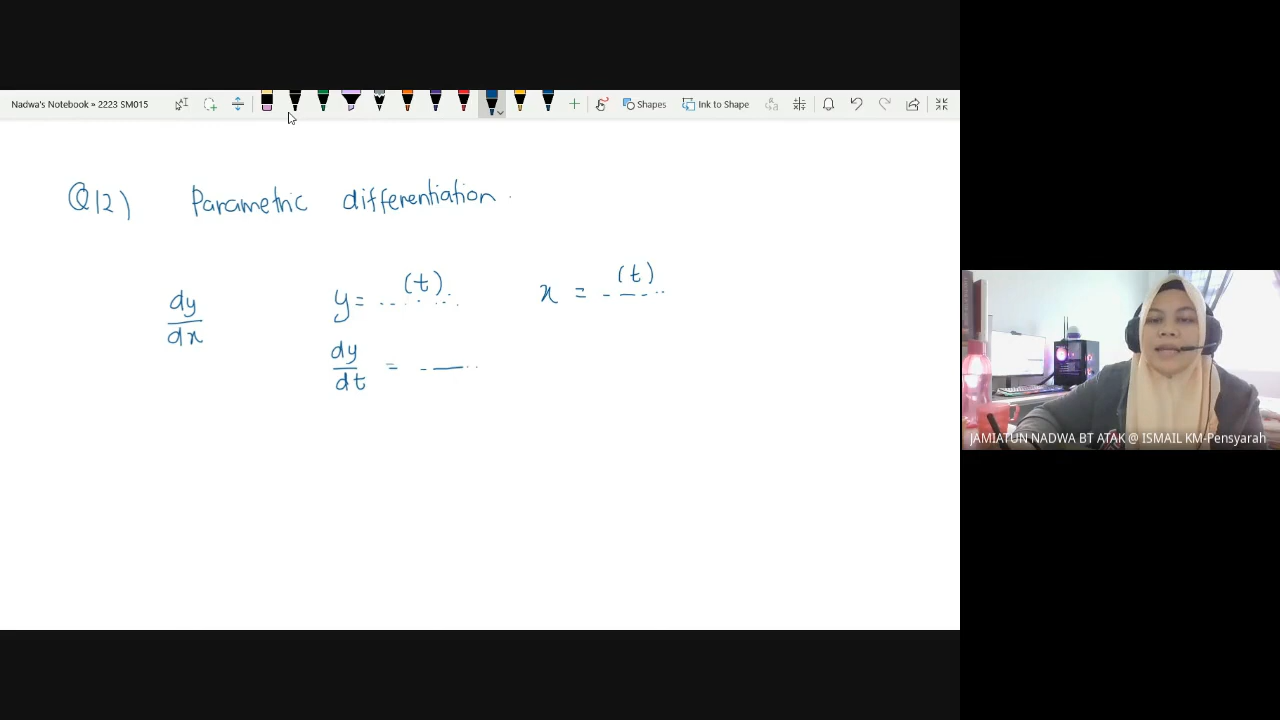 Nadwa's Notebook » 2223 SM015
Shapes
Ink to Shape
Q12) Parametric differentiation.
dy/dx
y = ..(t)..
x = ..(t)..
dy/dt = .. — ..
JAMIATUN NADWA BT ATAK @ ISMAIL KM-Pensyarah